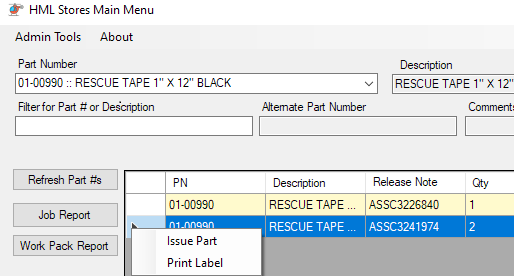 HML Stores Main Menu
Admin Tools About
Part Number Description
01-00990 :: RESCUE TAPE 1" X 12" BLACK RESCUE TAPE 1" X 12"
Filter for Part # or Description Alternate Part Number Comments
Refresh Part #s
Job Report
Work Pack Report
PN Description Release Note Qty
01-00990 RESCUE TAPE ... ASSC3226840 1
01-00990 RESCUE TAPE ... ASSC3241974 2
Issue Part
Print Label